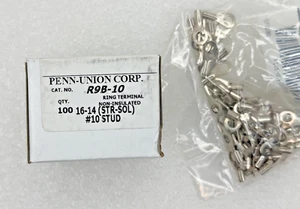 PENN-UNION CORP.
CAT. NO. R9B-10
RING TERMINAL
QTY. NON-INSULATED
100 16-14 (STR-SOL)
#10 STUD